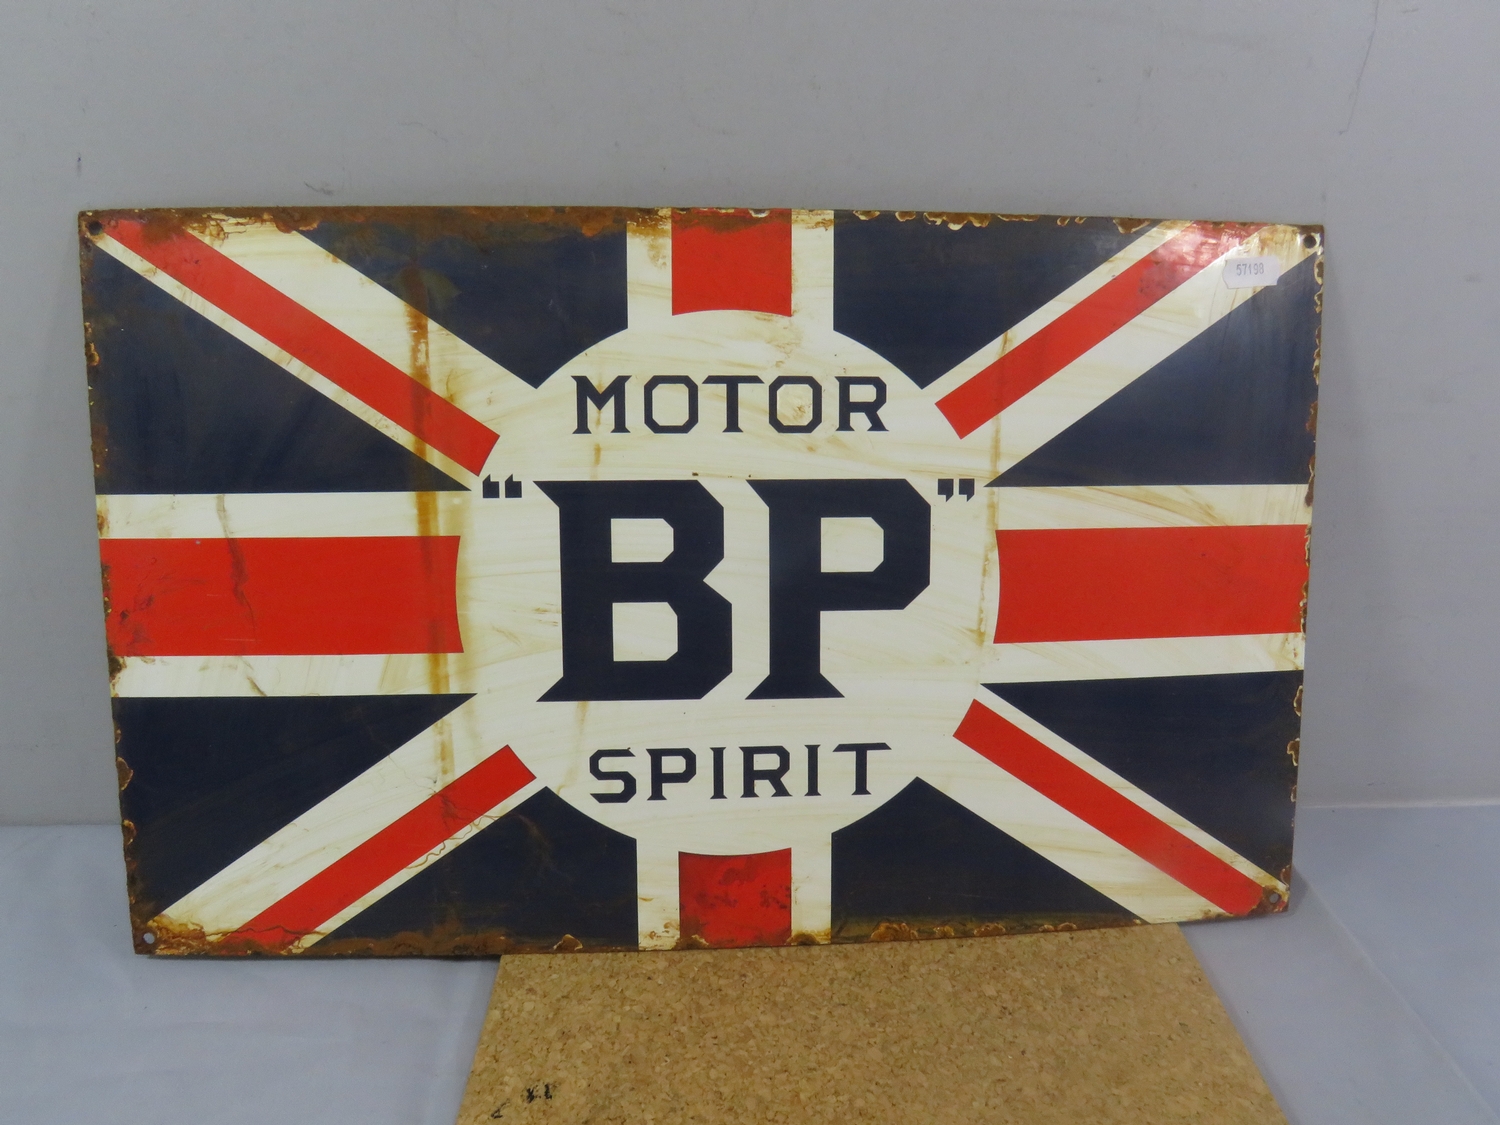 57198
MOTOR
“BP”
SPIRIT